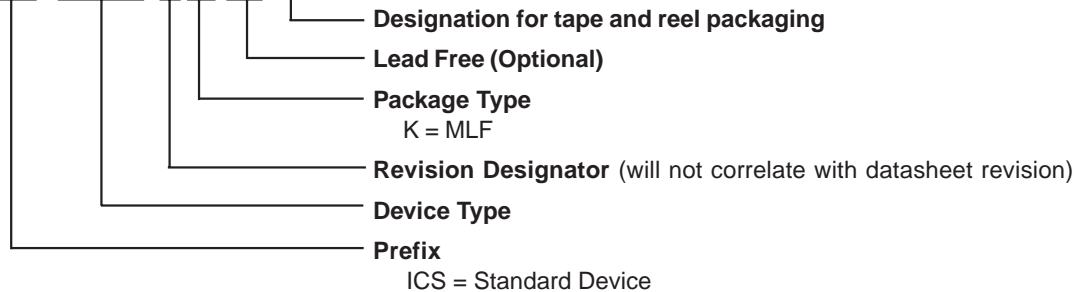 Designation for tape and reel packaging
Lead Free (Optional)
Package Type
K = MLF
Revision Designator (will not correlate with datasheet revision)
Device Type
Prefix
ICS = Standard Device